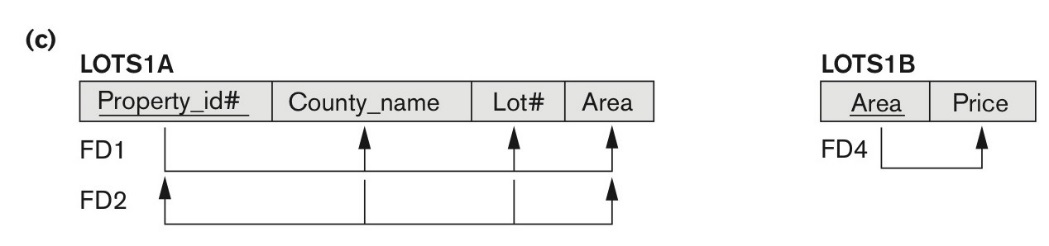 (c)
LOTS1A
Property_id# County_name Lot# Area
FD1
FD2
LOTS1B
Area Price
FD4